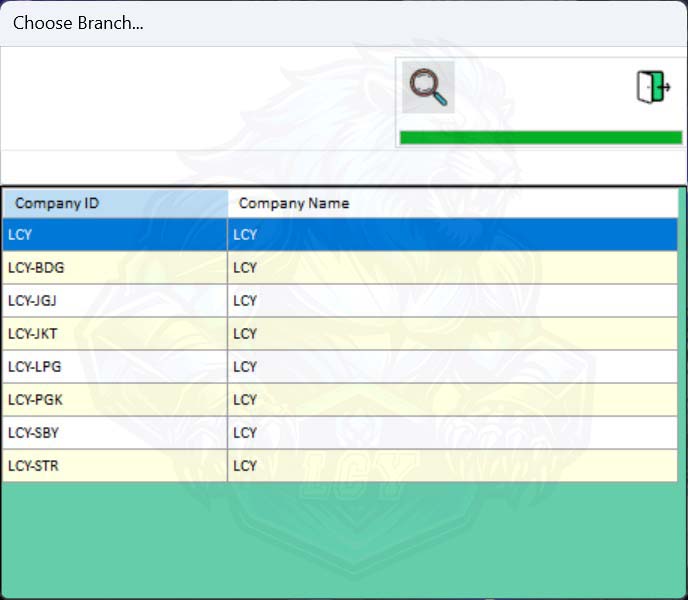 Choose Branch...
Company ID Company Name
LCY LCY
LCY-BDG LCY
LCY-JGJ LCY
LCY-JKT LCY
LCY-LPG LCY
LCY-PGK LCY
LCY-SBY LCY
LCY-STR LCY
LCY